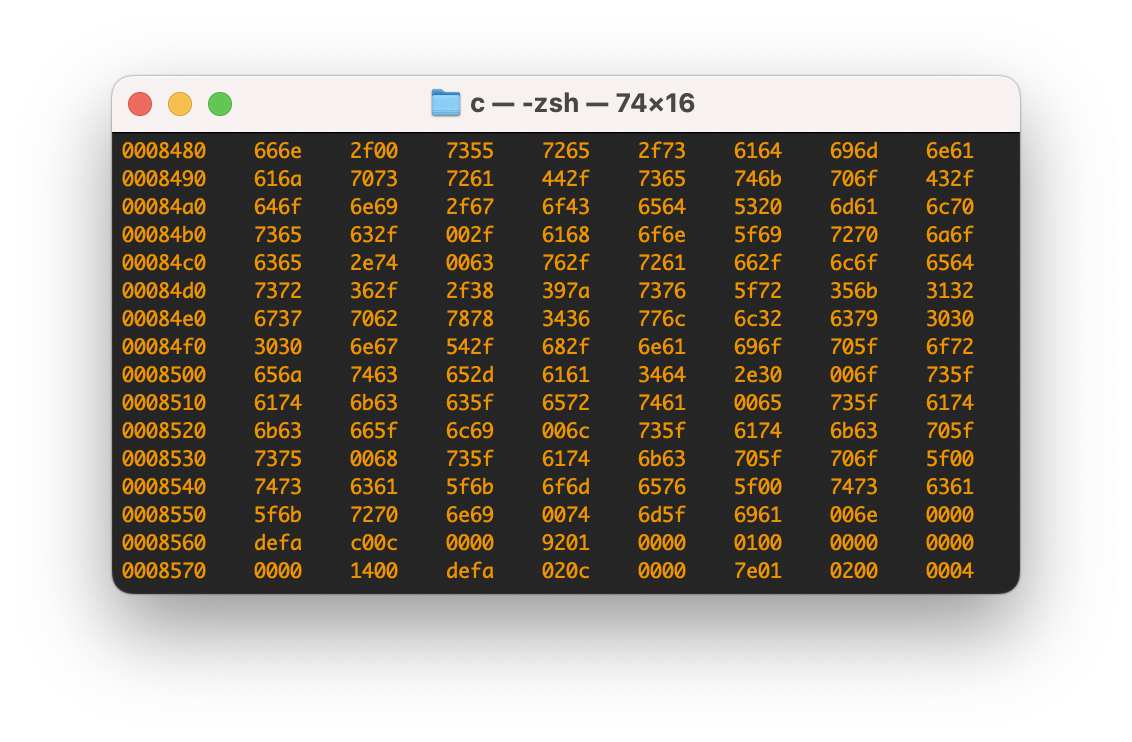 c — -zsh — 74×16
0008480 666e 2f00 7355 7265 2f73 6164 696d 6e61
0008490 616a 7073 7261 442f 7365 746b 706f 432f
00084a0 646f 6e69 2f67 6f43 6564 5320 6d61 6c70
00084b0 7365 632f 002f 6168 6f6e 5f69 7270 6a6f
00084c0 6365 2e74 0063 762f 7261 662f 6c6f 6564
00084d0 7372 362f 2f38 397a 7376 5f72 356b 3132
00084e0 6737 7062 7878 3436 776c 6c32 6379 3030
00084f0 3030 6e67 542f 682f 6e61 696f 705f 6f72
0008500 656a 7463 652d 6161 3464 2e30 006f 735f
0008510 6174 6b63 635f 6572 7461 0065 735f 6174
0008520 6b63 665f 6c69 006c 735f 6174 6b63 705f
0008530 7375 0068 735f 6174 6b63 705f 706f 5f00
0008540 7473 6361 5f6b 6f6d 6576 5f00 7473 6361
0008550 5f6b 7270 6e69 0074 6d5f 6961 006e 0000
0008560 defa c00c 0000 9201 0000 0100 0000 0000
0008570 0000 1400 defa 020c 0000 7e01 0200 0004